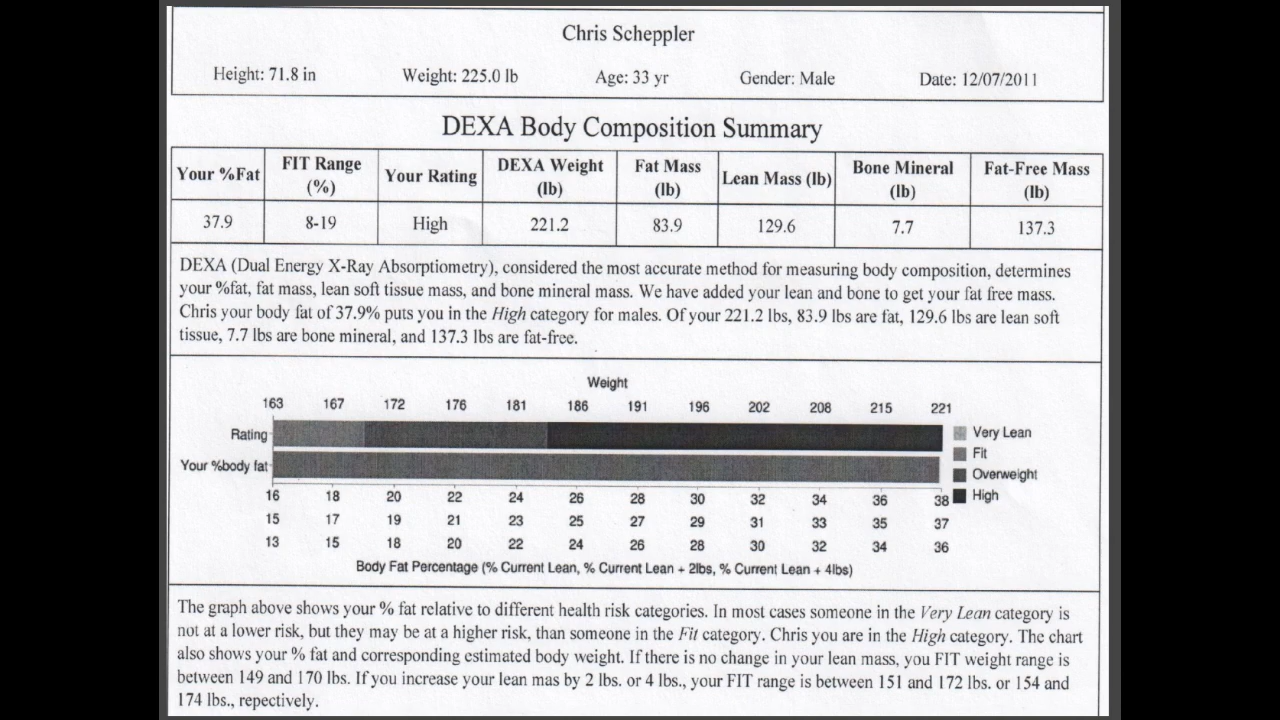 Chris Scheppler
Height: 71.8 in Weight: 225.0 lb Age: 33 yr Gender: Male Date: 12/07/2011
DEXA Body Composition Summary
Your %Fat FIT Range (%) Your Rating DEXA Weight (lb) Fat Mass (lb) Lean Mass (lb) Bone Mineral (lb) Fat-Free Mass (lb)
37.9 8-19 High 221.2 83.9 129.6 7.7 137.3
DEXA (Dual Energy X-Ray Absorptiometry), considered the most accurate method for measuring body composition, determines
your %fat, fat mass, lean soft tissue mass, and bone mineral mass. We have added your lean and bone to get your fat free mass.
Chris your body fat of 37.9% puts you in the High category for males. Of your 221.2 lbs, 83.9 lbs are fat, 129.6 lbs are lean soft
tissue, 7.7 lbs are bone mineral, and 137.3 lbs are fat-free.
Weight
163 167 172 176 181 186 191 196 202 208 215 221
Rating
Your %body fat
Very Lean
Fit
Overweight
High
16 18 20 22 24 26 28 30 32 34 36 38
15 17 19 21 23 25 27 29 31 33 35 37
13 15 18 20 22 24 26 28 30 32 34 36
Body Fat Percentage (% Current Lean, % Current Lean + 2lbs, % Current Lean + 4lbs)
The graph above shows your % fat relative to different health risk categories. In most cases someone in the Very Lean category is
not at a lower risk, but they may be at a higher risk, than someone in the Fit category. Chris you are in the High category. The chart
also shows your % fat and corresponding estimated body weight. If there is no change in your lean mass, you FIT weight range is
between 149 and 170 lbs. If you increase your lean mas by 2 lbs. or 4 lbs., your FIT range is between 151 and 172 lbs. or 154 and
174 lbs., repectively.